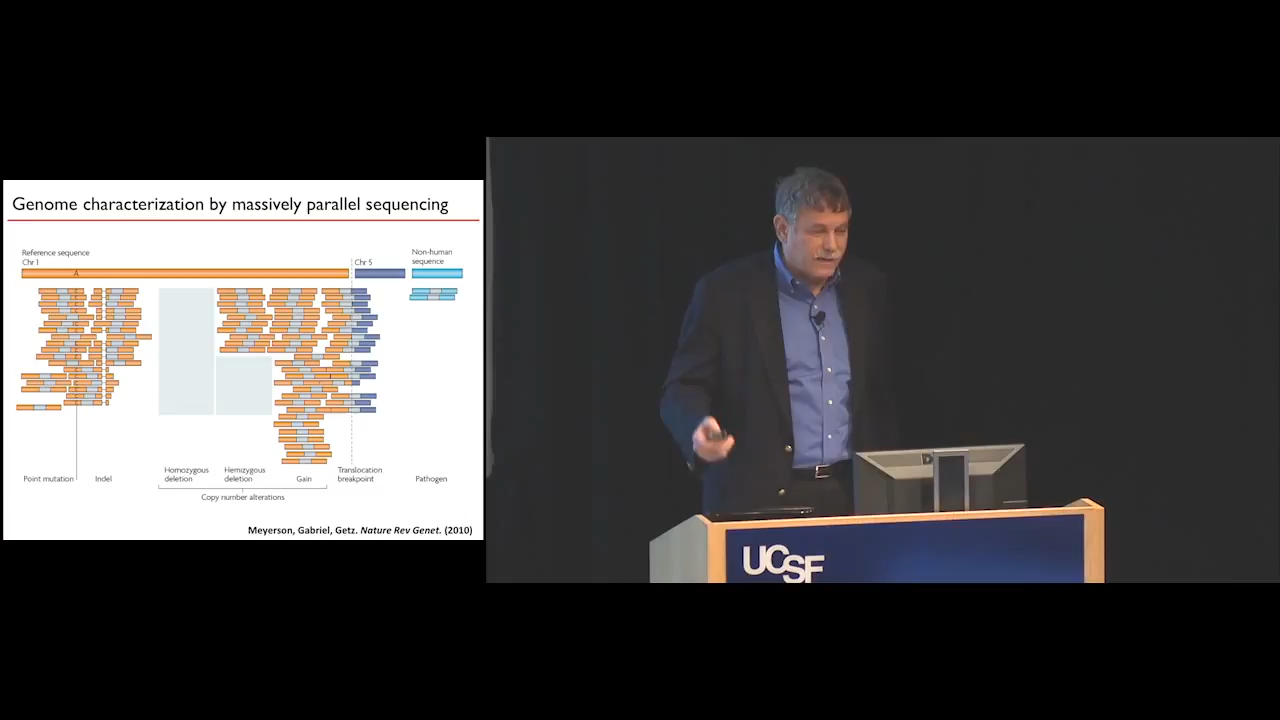 Genome characterization by massively parallel sequencing
Reference sequence
Chr 1
Chr 5
Non-human
sequence
A
Point mutation
Indel
Homozygous
deletion
Hemizygous
deletion
Gain
Translocation
breakpoint
Pathogen
Copy number alterations
Meyerson, Gabriel, Getz. Nature Rev Genet. (2010)
UCSF